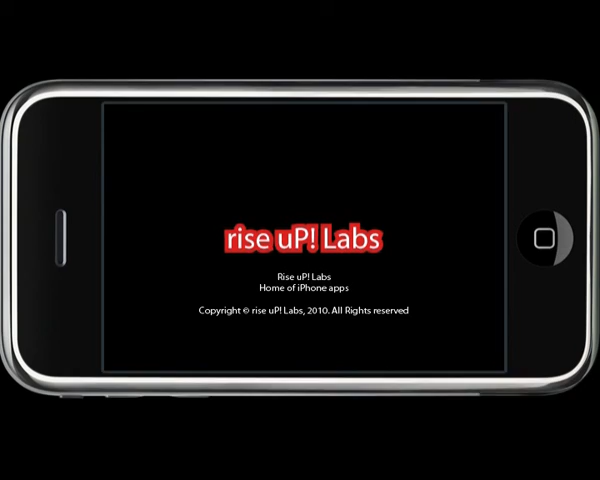 rise uP! Labs
Rise uP! Labs
Home of iPhone apps
Copyright © rise uP! Labs, 2010. All Rights reserved